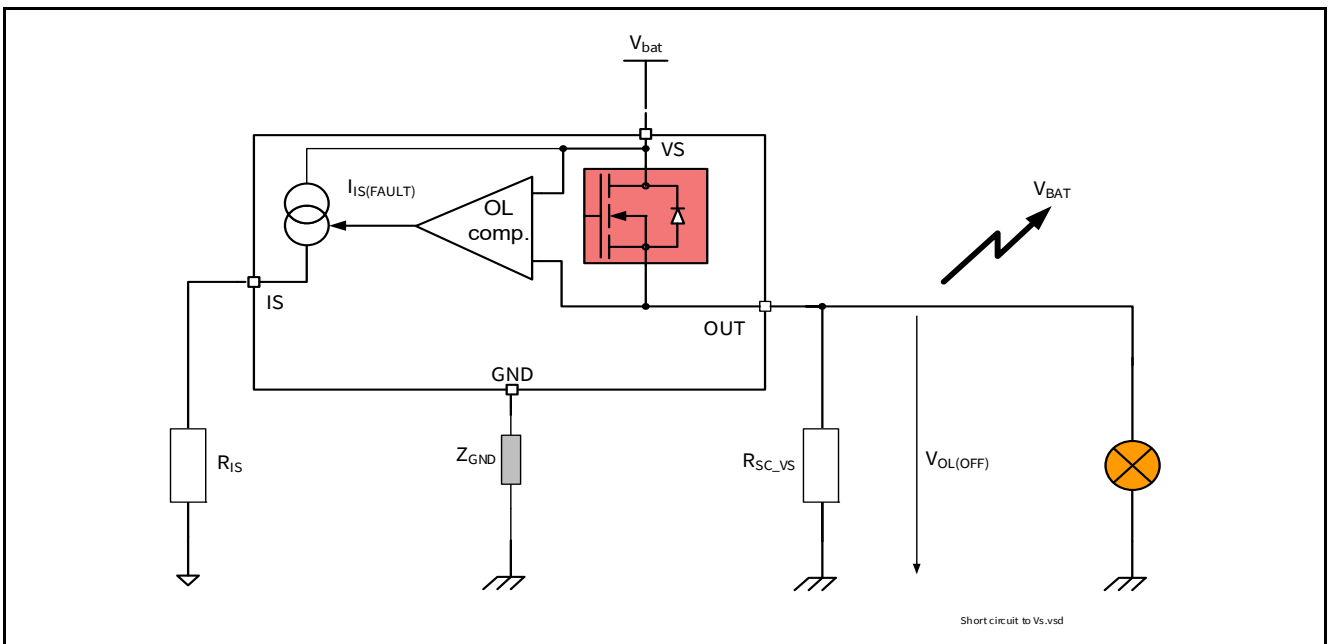 Vbat
VS
IIS(FAULT)
OL
comp.
VBAT
IS
OUT
GND
RIS
ZGND
RSC_VS
VOL(OFF)
Short circuit to Vs.vsd